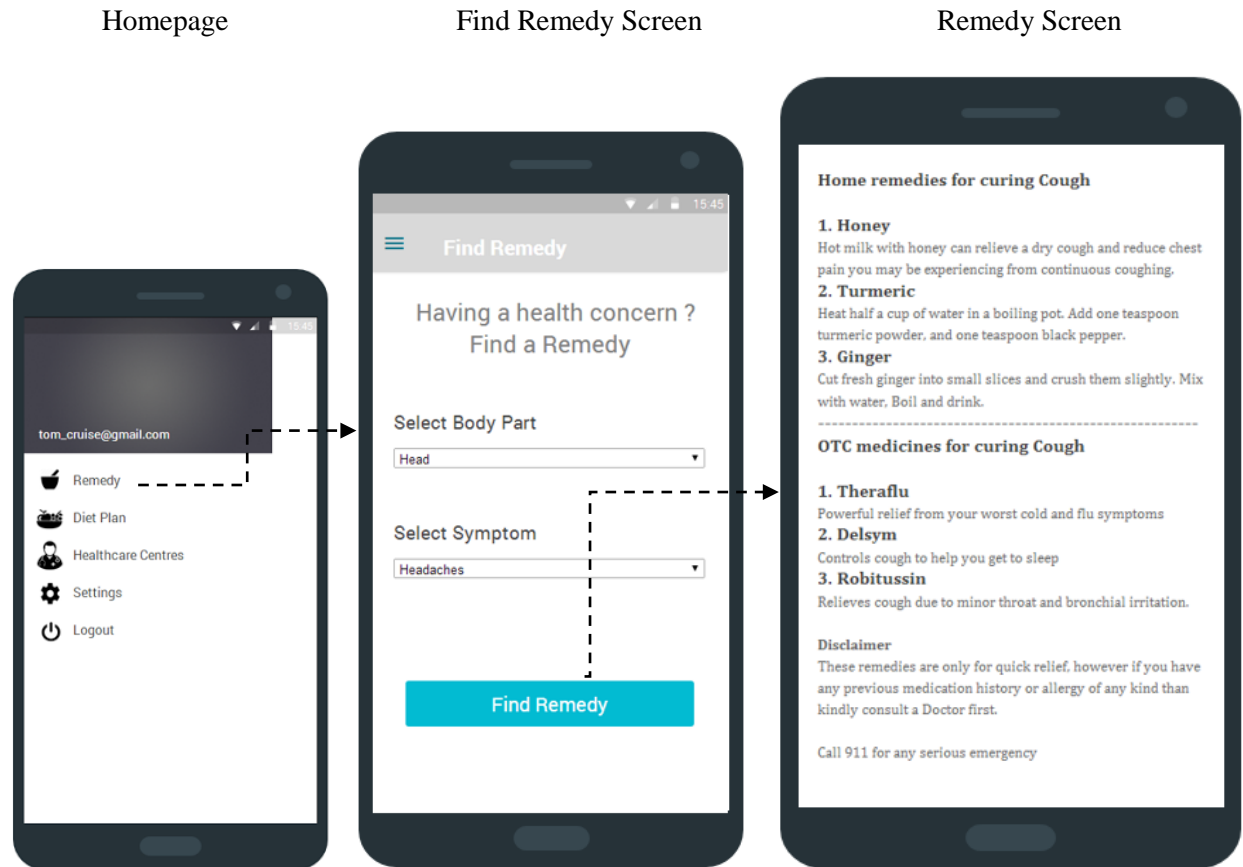 Homepage
Find Remedy Screen
Remedy Screen
15:45
tom_cruise@gmail.com
Remedy
Diet Plan
Healthcare Centres
Settings
Logout
15:45
Find Remedy
Having a health concern ?
Find a Remedy
Select Body Part
Head
Select Symptom
Headaches
Find Remedy
Home remedies for curing Cough
1. Honey
Hot milk with honey can relieve a dry cough and reduce chest
pain you may be experiencing from continuous coughing.
2. Turmeric
Heat half a cup of water in a boiling pot. Add one teaspoon
turmeric powder, and one teaspoon black pepper.
3. Ginger
Cut fresh ginger into small slices and crush them slightly. Mix
with water, Boil and drink.
OTC medicines for curing Cough
1. Theraflu
Powerful relief from your worst cold and flu symptoms
2. Delsym
Controls cough to help you get to sleep
3. Robitussin
Relieves cough due to minor throat and bronchial irritation.
Disclaimer
These remedies are only for quick relief, however if you have
any previous medication history or allergy of any kind than
kindly consult a Doctor first.
Call 911 for any serious emergency